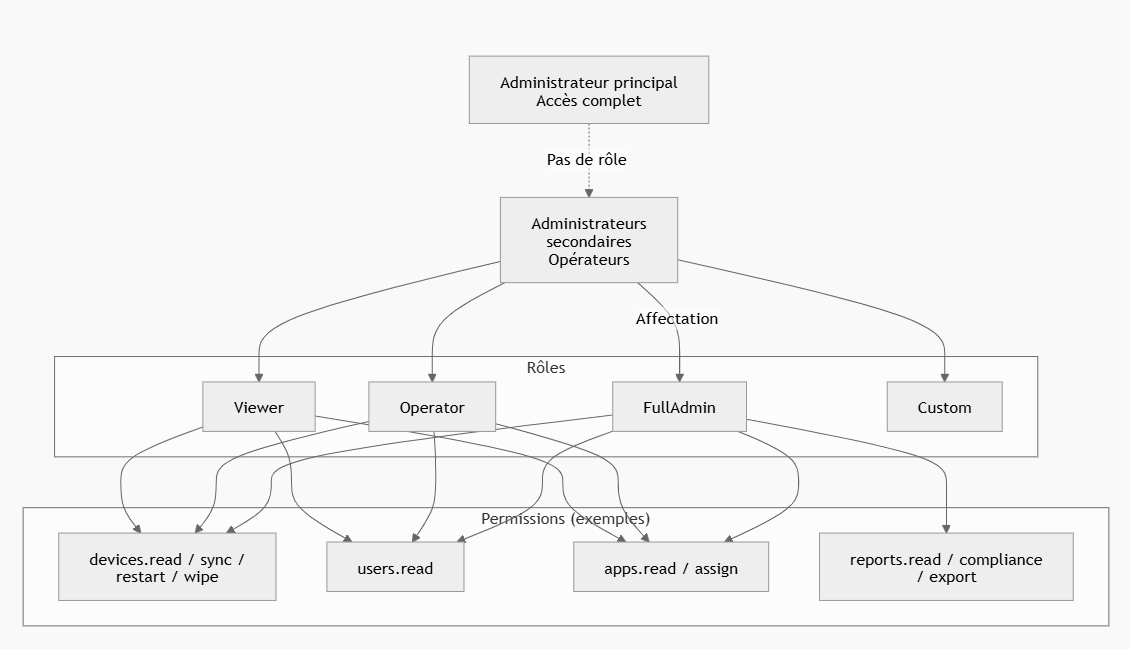 Administrateur principal
Accès complet
Pas de rôle
Administrateurs
secondaires
Opérateurs
Affectation
Rôles
Viewer
Operator
FullAdmin
Custom
Permissions (exemples)
devices.read / sync /
restart / wipe
users.read
apps.read / assign
reports.read / compliance
/ export